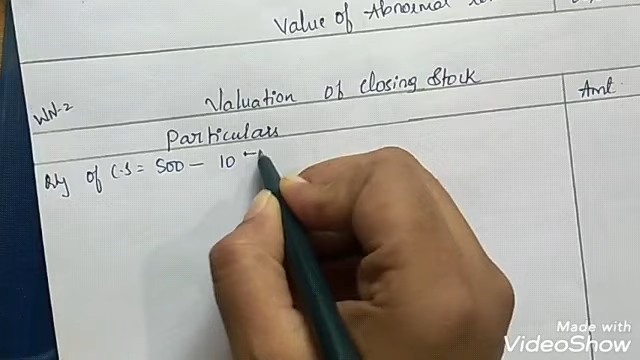 Value of Abnormal
WN-2
Valuation of Closing Stock
Particulars
Amt.
Qty of C.S = 500 - 10 -
Made with
VideoShow